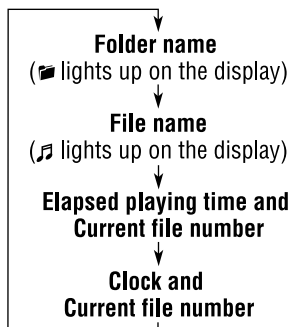 Folder name
( lights up on the display)
File name
( lights up on the display)
Elapsed playing time and
Current file number
Clock and
Current file number